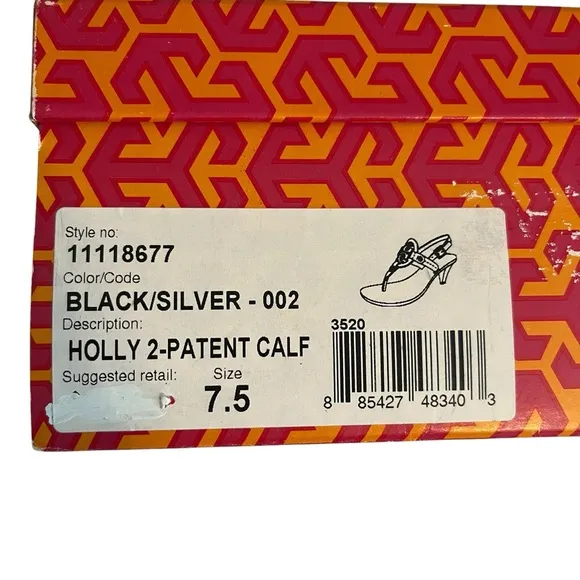 Style no:
11118677
Color/Code
BLACK/SILVER - 002
Description:
HOLLY 2-PATENT CALF
Suggested retail: Size
7.5
3520
8 85427 48340 3